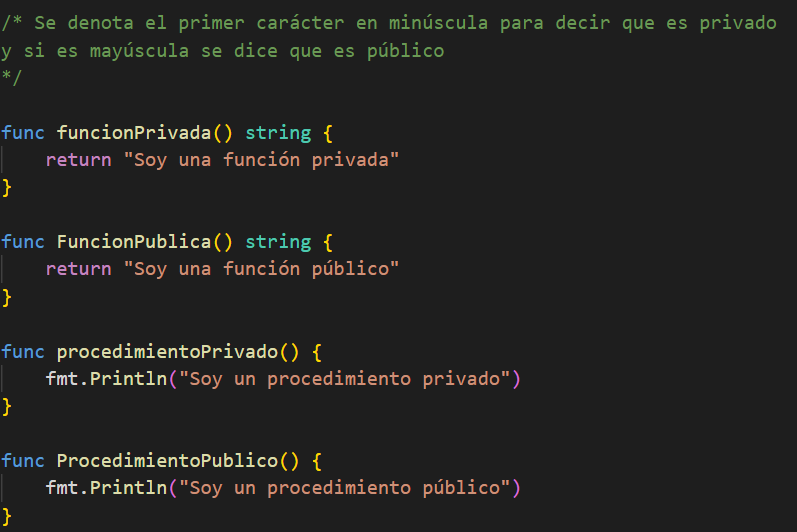 /* Se denota el primer carácter en minúscula para decir que es privado
y si es mayúscula se dice que es público
*/

func funcionPrivada() string {
    return "Soy una función privada"
}

func FuncionPublica() string {
    return "Soy una función público"
}

func procedimientoPrivado() {
    fmt.Println("Soy un procedimiento privado")
}

func ProcedimientoPublico() {
    fmt.Println("Soy un procedimiento público")
}